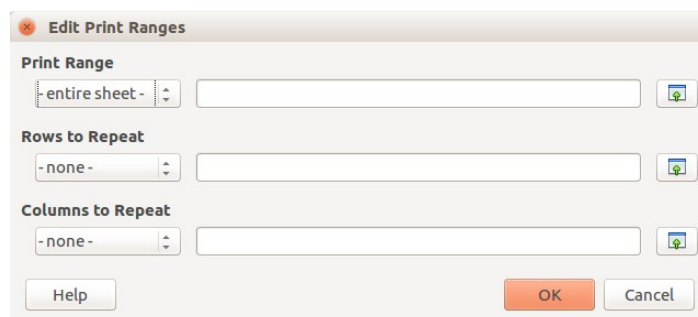 Edit Print Ranges
Print Range
- entire sheet -
Rows to Repeat
- none -
Columns to Repeat
- none -
Help OK Cancel